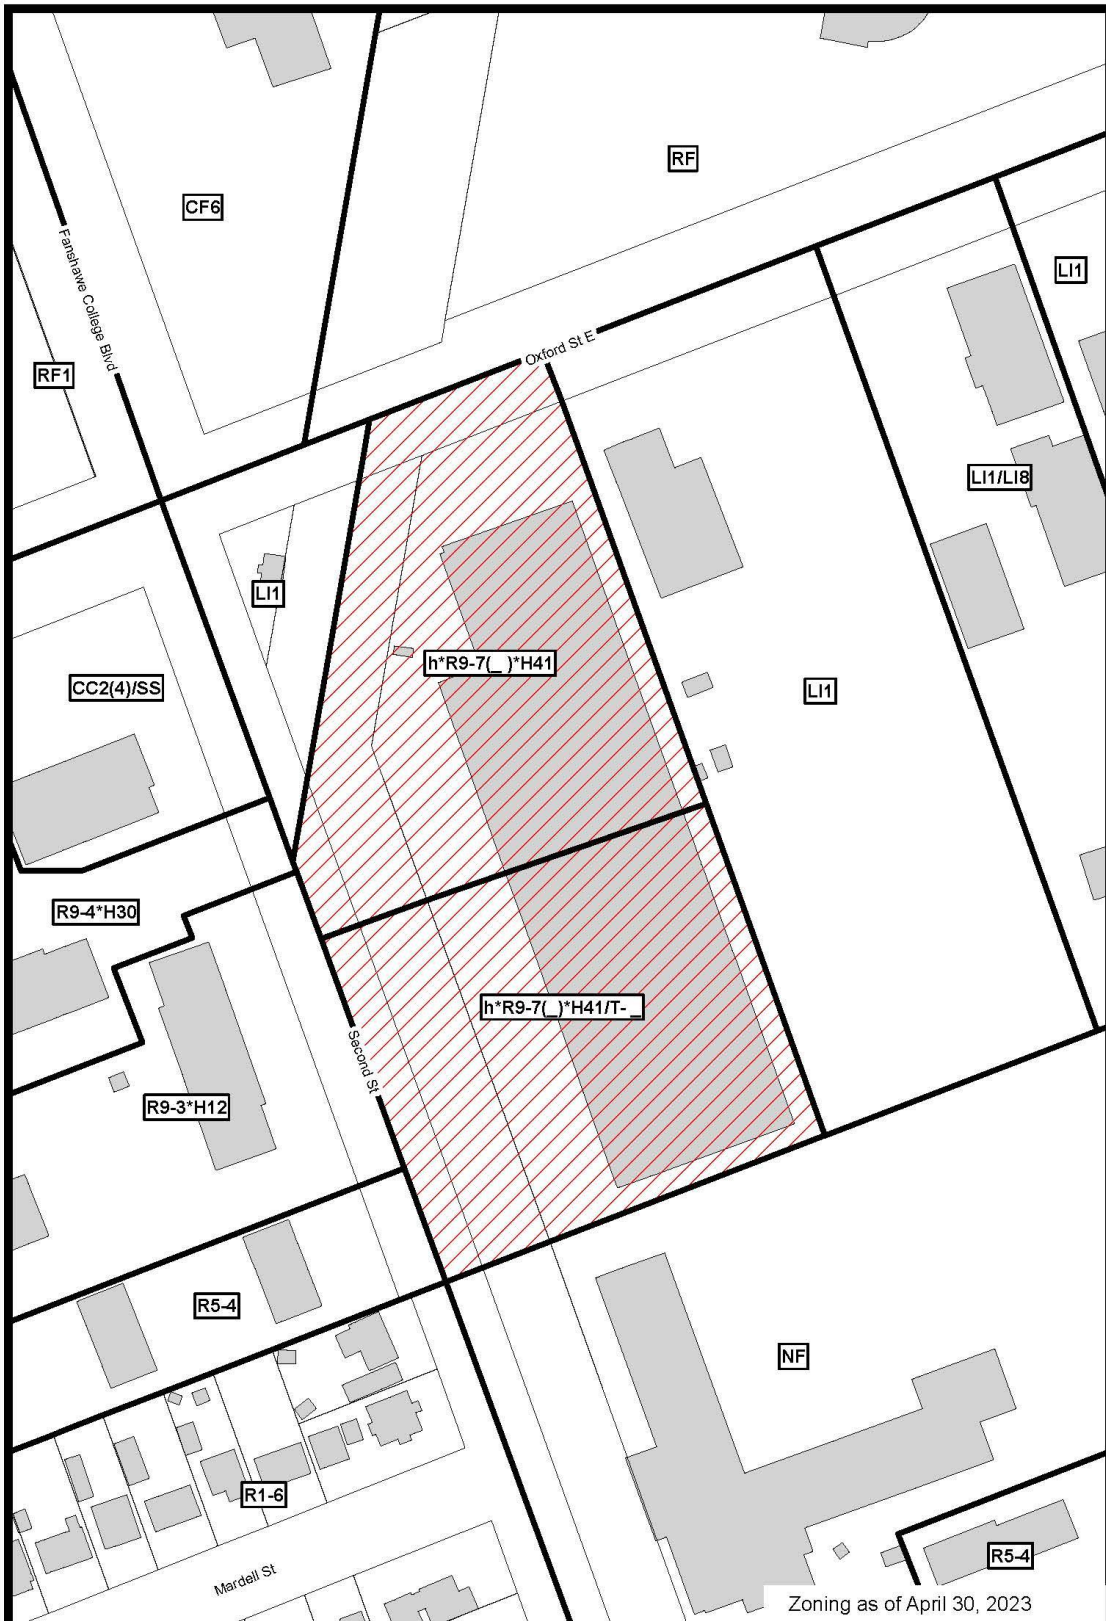 RF
CF6
LI1
Fanshawe College Blvd
Oxford St E
RF1
LI1/LI8
LI1
h*R9-7(_ )*H41
CC2(4)/SS
LI1
R9-4*H30
h*R9-7(_)*H41/T-_
Second St
R9-3*H12
R5-4
NF
R1-6
R5-4
Mardell St
Zoning as of April 30, 2023